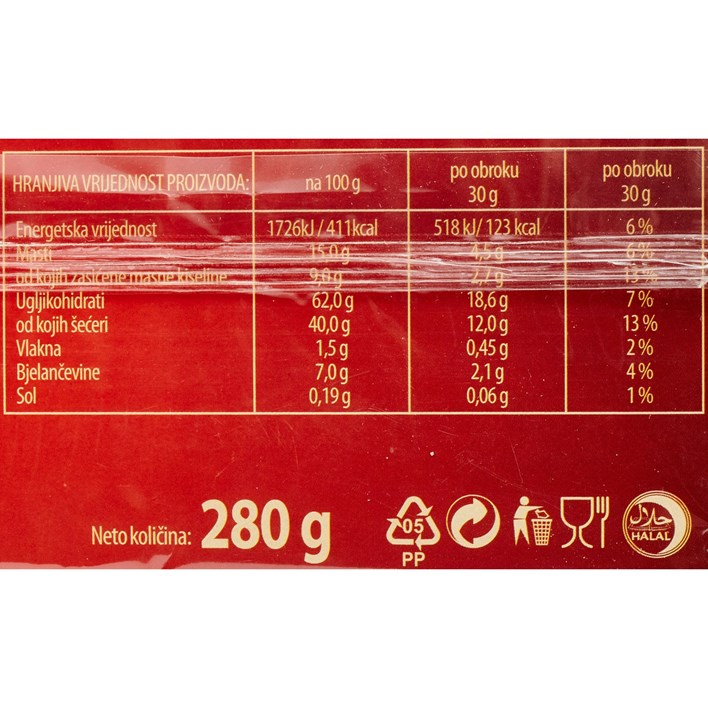 HRANJIVA VRIJEDNOST PROIZVODA: na 100 g po obroku 30 g po obroku 30 g
Energetska vrijednost 1726kJ / 411kcal 518 kJ/ 123 kcal 6 %
Masti 15,0 g 4,5 g 6 %
od kojih zasićene masne kiseline 9,0 g 2,7 g 13 %
Ugljikohidrati 62,0 g 18,6 g 7 %
od kojih šećeri 40,0 g 12,0 g 13 %
Vlakna 1,5 g 0,45 g 2 %
Bjelančevine 7,0 g 2,1 g 4 %
Sol 0,19 g 0,06 g 1 %
Neto količina: 280 g
05
PP
حلال
HALAL